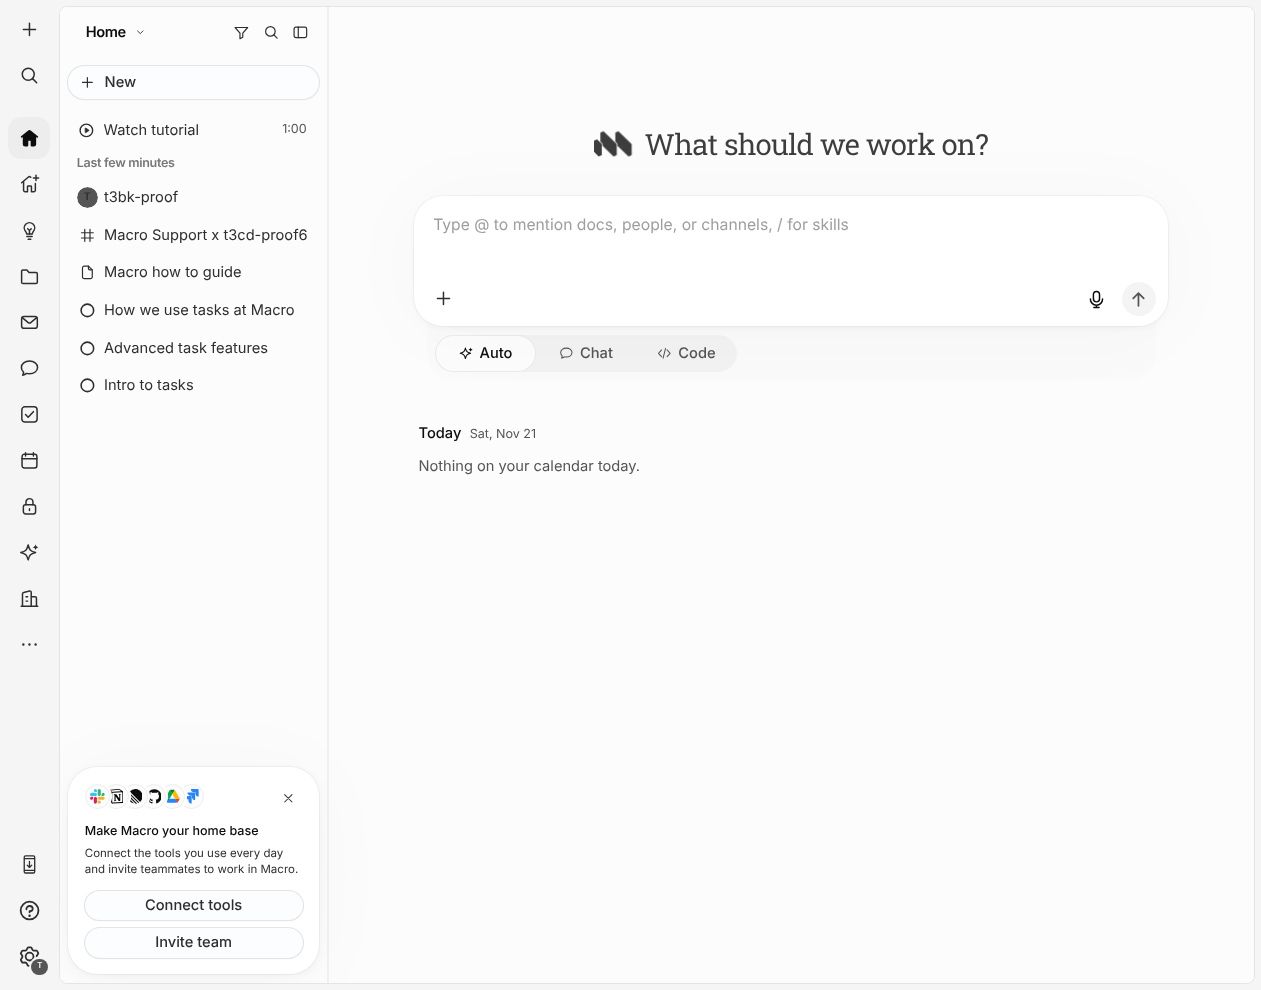 Home
New
Watch tutorial 1:00
Last few minutes
T t3bk-proof
Macro Support x t3cd-proof6
Macro how to guide
How we use tasks at Macro
Advanced task features
Intro to tasks
Make Macro your home base
Connect the tools you use every day
and invite teammates to work in Macro.
Connect tools
Invite team
T
What should we work on?
Type @ to mention docs, people, or channels, / for skills
Auto Chat Code
Today Sat, Nov 21
Nothing on your calendar today.